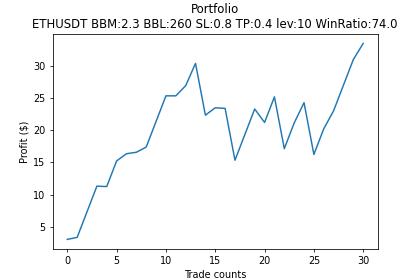 Portfolio
ETHUSDT BBM:2.3 BBL:260 SL:0.8 TP:0.4 lev:10 WinRatio:74.0
30
25
20
15
10
5
Profit ($)
0 5 10 15 20 25 30
Trade counts